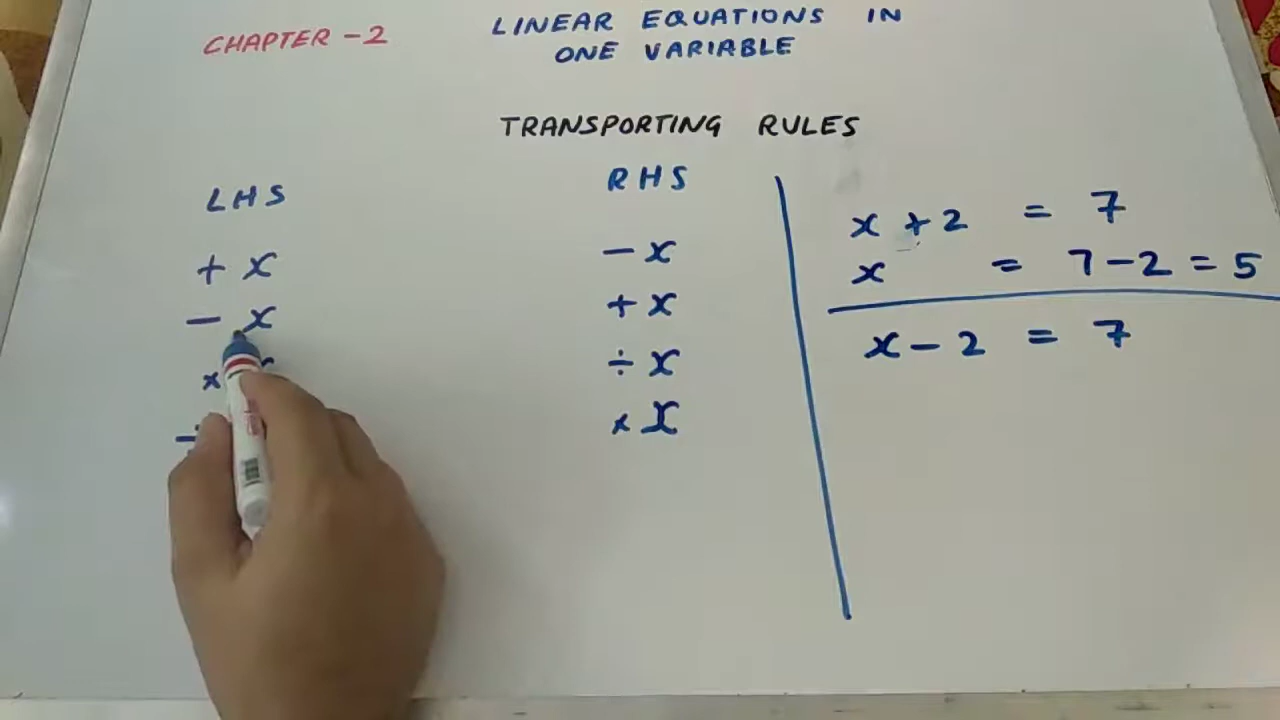 CHAPTER - 2
LINEAR EQUATIONS IN
ONE VARIABLE
TRANSPORTING RULES
LHS
+ x
- x
×
RHS
- x
+ x
÷ x
× x
x + 2 = 7
x = 7 - 2 = 5
x - 2 = 7